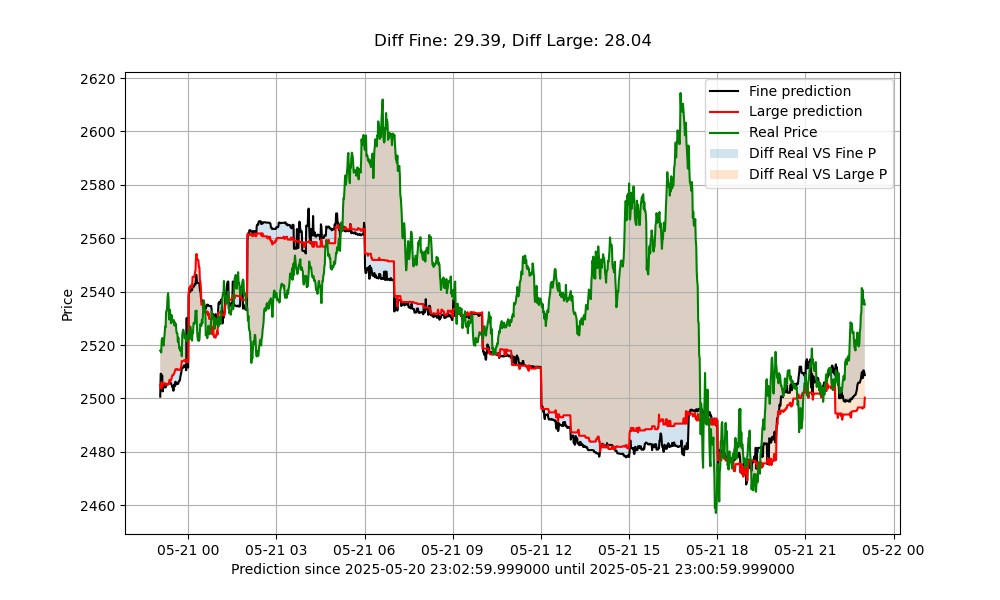 Diff Fine: 29.39, Diff Large: 28.04
Fine prediction
Large prediction
Real Price
Diff Real VS Fine P
Diff Real VS Large P
Price
2620
2600
2580
2560
2540
2520
2500
2480
2460
05-21 00
05-21 03
05-21 06
05-21 09
05-21 12
05-21 15
05-21 18
05-21 21
05-22 00
Prediction since 2025-05-20 23:02:59.999000 until 2025-05-21 23:00:59.999000